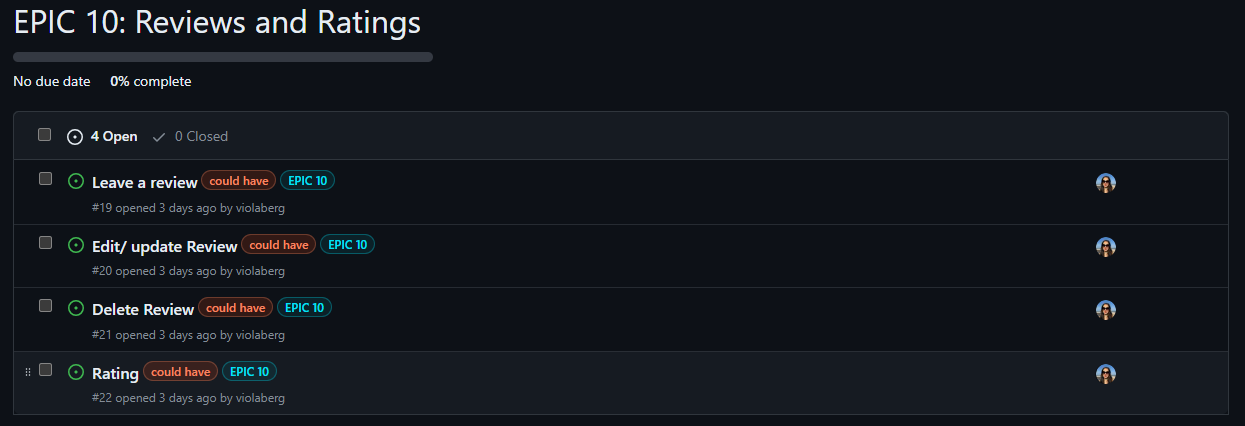 EPIC 10: Reviews and Ratings
No due date 0% complete
4 Open 0 Closed
Leave a review could have EPIC 10
#19 opened 3 days ago by violaberg
Edit/ update Review could have EPIC 10
#20 opened 3 days ago by violaberg
Delete Review could have EPIC 10
#21 opened 3 days ago by violaberg
Rating could have EPIC 10
#22 opened 3 days ago by violaberg